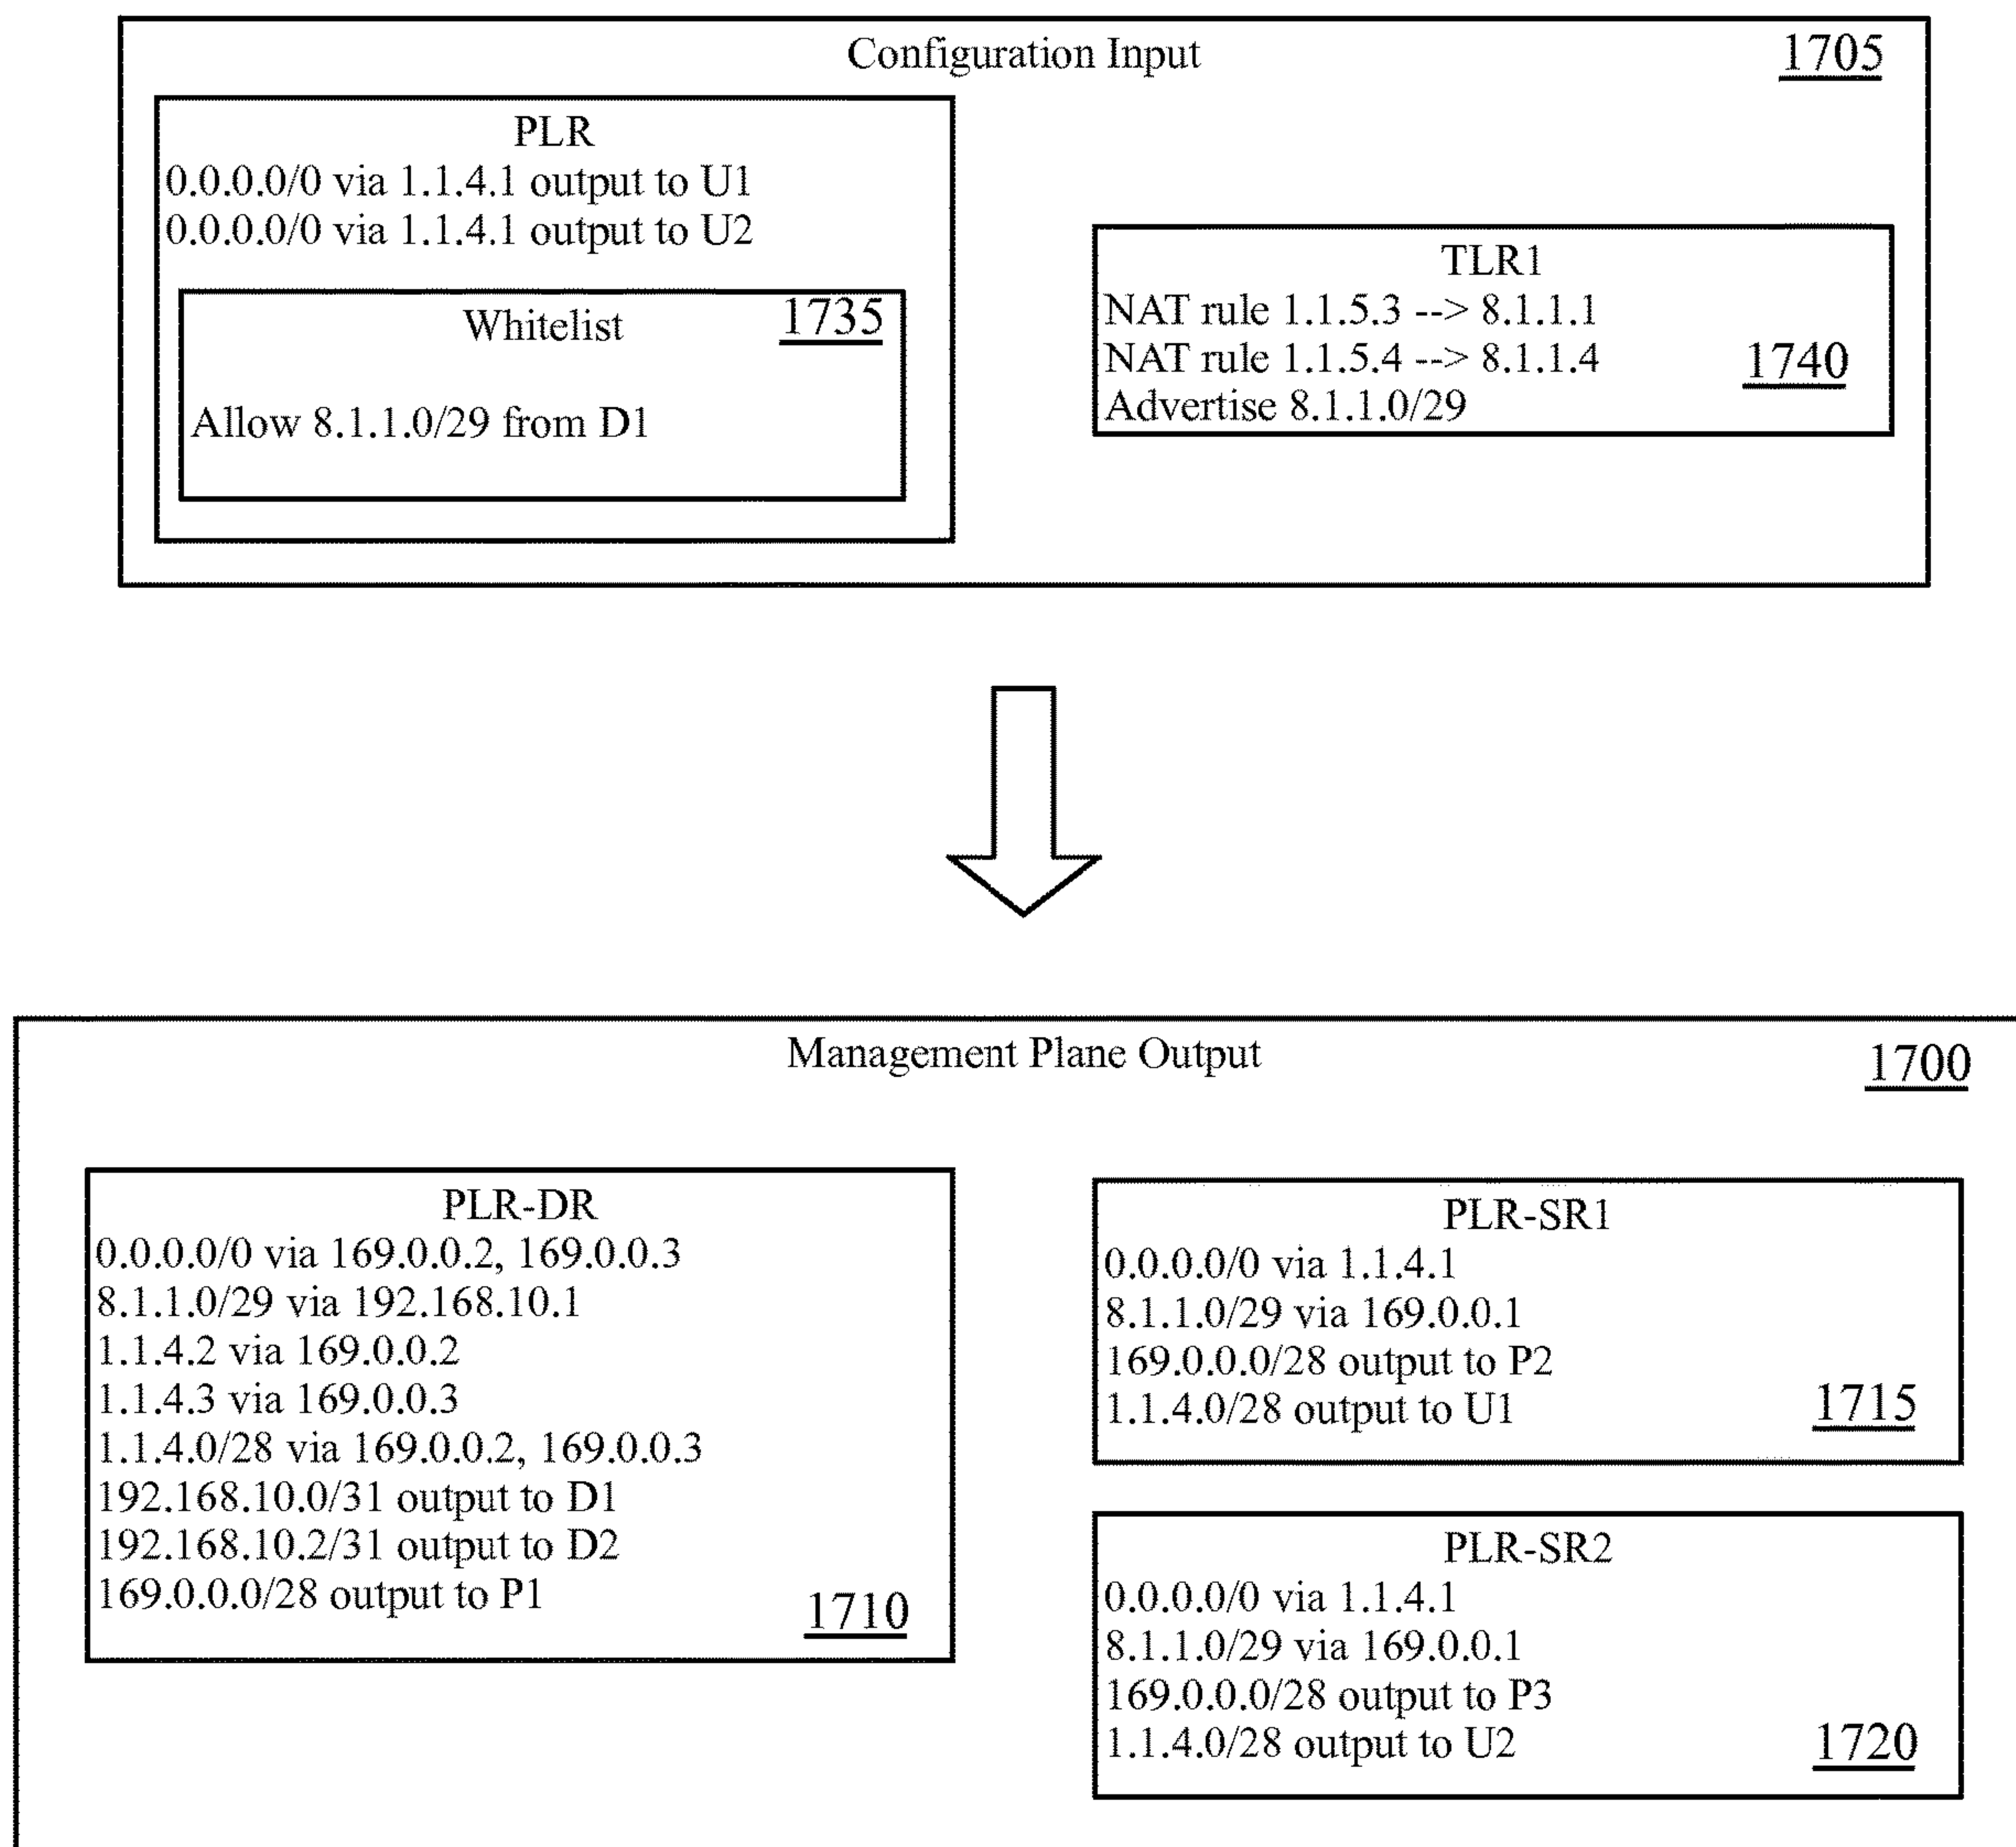 Configuration Input
1705
PLR
0.0.0.0/0 via 1.1.4.1 output to U1
0.0.0.0/0 via 1.1.4.1 output to U2
Whitelist
1735
Allow 8.1.1.0/29 from D1
TLR1
NAT rule 1.1.5.3 --> 8.1.1.1
NAT rule 1.1.5.4 --> 8.1.1.4
Advertise 8.1.1.0/29
1740
Management Plane Output
1700
PLR-DR
0.0.0.0/0 via 169.0.0.2, 169.0.0.3
8.1.1.0/29 via 192.168.10.1
1.1.4.2 via 169.0.0.2
1.1.4.3 via 169.0.0.3
1.1.4.0/28 via 169.0.0.2, 169.0.0.3
192.168.10.0/31 output to D1
192.168.10.2/31 output to D2
169.0.0.0/28 output to P1
1710
PLR-SR1
0.0.0.0/0 via 1.1.4.1
8.1.1.0/29 via 169.0.0.1
169.0.0.0/28 output to P2
1.1.4.0/28 output to U1
1715
PLR-SR2
0.0.0.0/0 via 1.1.4.1
8.1.1.0/29 via 169.0.0.1
169.0.0.0/28 output to P3
1.1.4.0/28 output to U2
1720